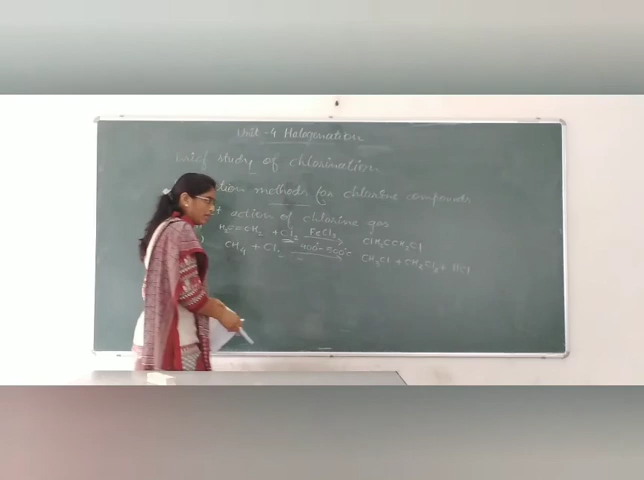 Unit -4 Halogenation
Brief study of chlorination
methods for chlorine compounds
action of chlorine gas
H₂C=CH₂ + Cl₂ FeCl₃ ClH₂CCH₂Cl
CH₄ + Cl₂ 400°-500°c CH₃Cl + CH₂Cl₂ + HCl